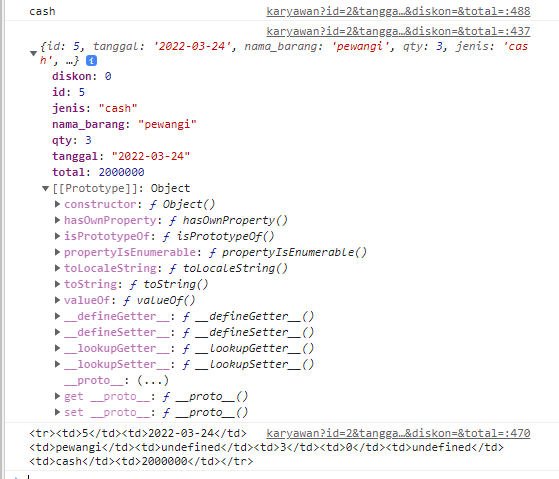 cash karyawan?id=2&tangga…&diskon=&total=:488
karyawan?id=2&tangga…&diskon=&total=:437
{id: 5, tanggal: '2022-03-24', nama_barang: 'pewangi', qty: 3, jenis: 'cas
h', …} i
diskon: 0
id: 5
jenis: "cash"
nama_barang: "pewangi"
qty: 3
tanggal: "2022-03-24"
total: 2000000
[[Prototype]]: Object
constructor: ƒ Object()
hasOwnProperty: ƒ hasOwnProperty()
isPrototypeOf: ƒ isPrototypeOf()
propertyIsEnumerable: ƒ propertyIsEnumerable()
toLocaleString: ƒ toLocaleString()
toString: ƒ toString()
valueOf: ƒ valueOf()
__defineGetter__: ƒ __defineGetter__()
__defineSetter__: ƒ __defineSetter__()
__lookupGetter__: ƒ __lookupGetter__()
__lookupSetter__: ƒ __lookupSetter__()
__proto__: (...)
get __proto__: ƒ __proto__()
set __proto__: ƒ __proto__()
<tr><td>5</td><td>2022-03-24</td> karyawan?id=2&tangga…&diskon=&total=:470
<td>pewangi</td><td>undefined</td><td>3</td><td>0</td><td>undefined</td>
<td>cash</td><td>2000000</td></tr>